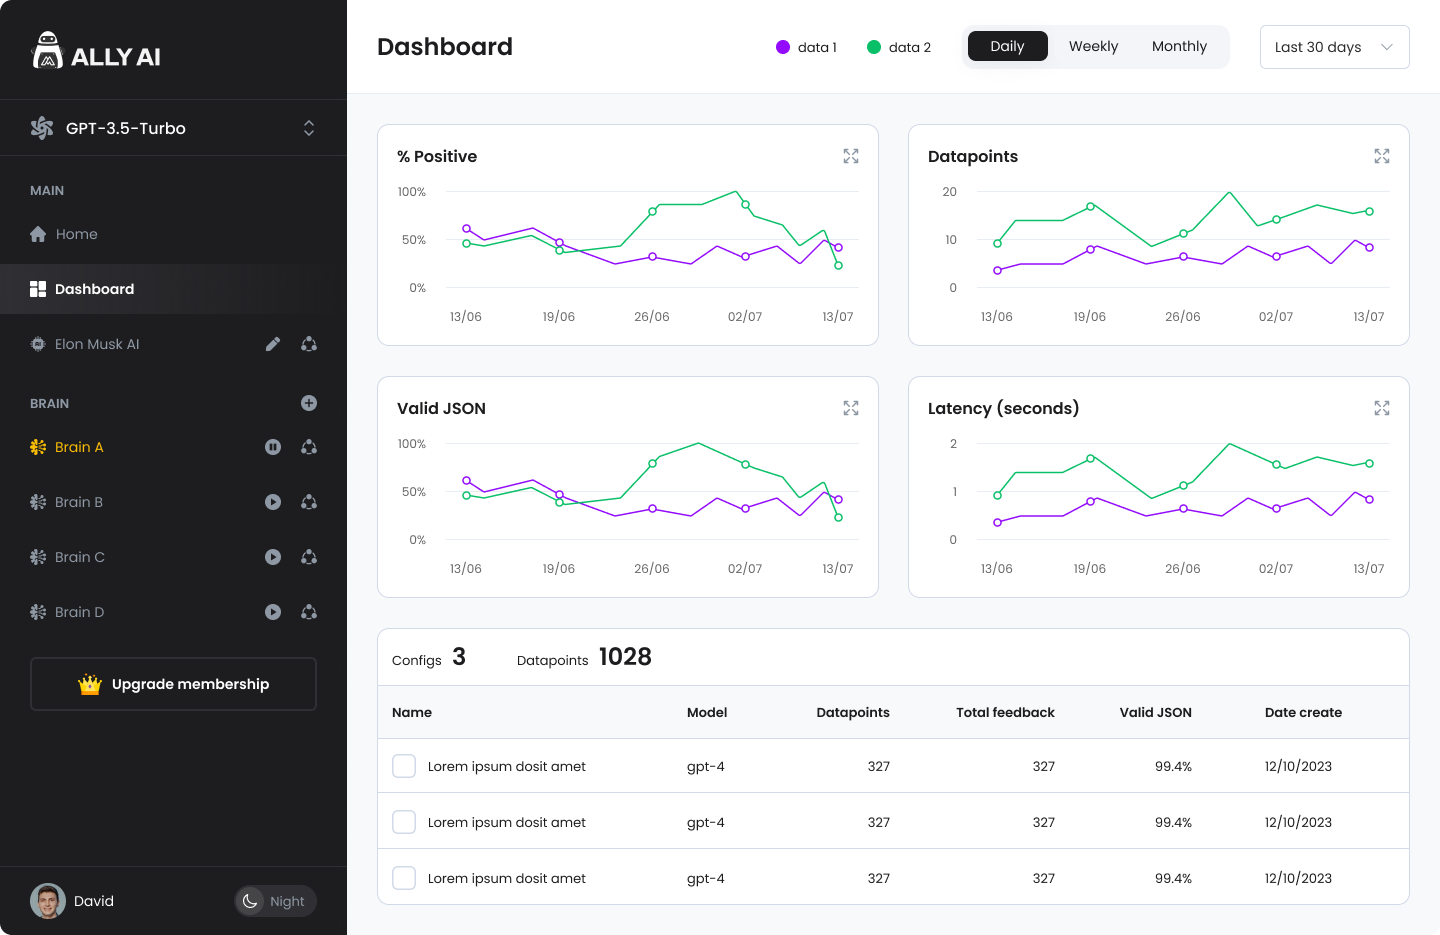 ALLY AI
GPT-3.5-Turbo
MAIN
Home
Dashboard
Elon Musk AI
BRAIN
Brain A
Brain B
Brain C
Brain D
Upgrade membership
David
Night
Dashboard
data 1
data 2
Daily
Weekly
Monthly
Last 30 days
% Positive
100%
50%
0%
13/06 19/06 26/06 02/07 13/07
Datapoints
20
10
0
13/06 19/06 26/06 02/07 13/07
Valid JSON
100%
50%
0%
13/06 19/06 26/06 02/07 13/07
Latency (seconds)
2
1
0
13/06 19/06 26/06 02/07 13/07
Configs 3 Datapoints 1028
Name Model Datapoints Total feedback Valid JSON Date create
Lorem ipsum dosit amet gpt-4 327 327 99.4% 12/10/2023
Lorem ipsum dosit amet gpt-4 327 327 99.4% 12/10/2023
Lorem ipsum dosit amet gpt-4 327 327 99.4% 12/10/2023